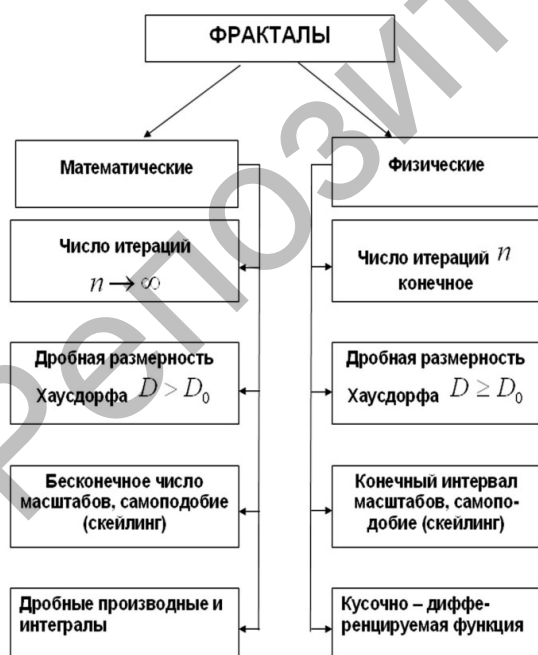 ФРАКТАЛЫ
Математические
Число итераций
n → ∞
Дробная размерность
Хаусдорфа D > D₀
Бесконечное число
масштабов, самоподобие
(скейлинг)
Дробные производные и
интегралы
Физические
Число итераций n
конечное
Дробная размерность
Хаусдорфа D ≥ D₀
Конечный интервал
масштабов, самопо-
добие (скейлинг)
Кусочно – диффе-
ренцируемая функция
РЕПОЗИТ